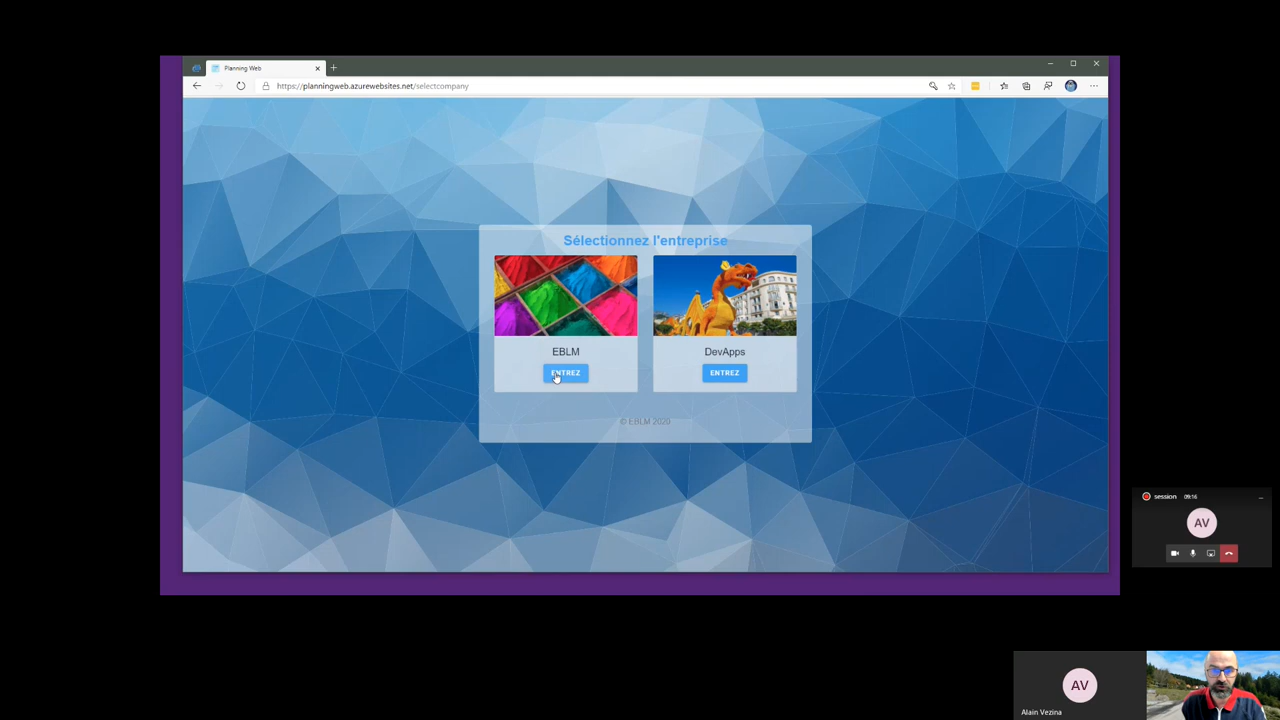 Planning Web
https://planningweb.azurewebsites.net/selectcompany
Sélectionnez l'entreprise
EBLM
DevApps
ENTREZ
ENTREZ
© EBLM 2020
session 09:16
AV
AV
Alain Vezina